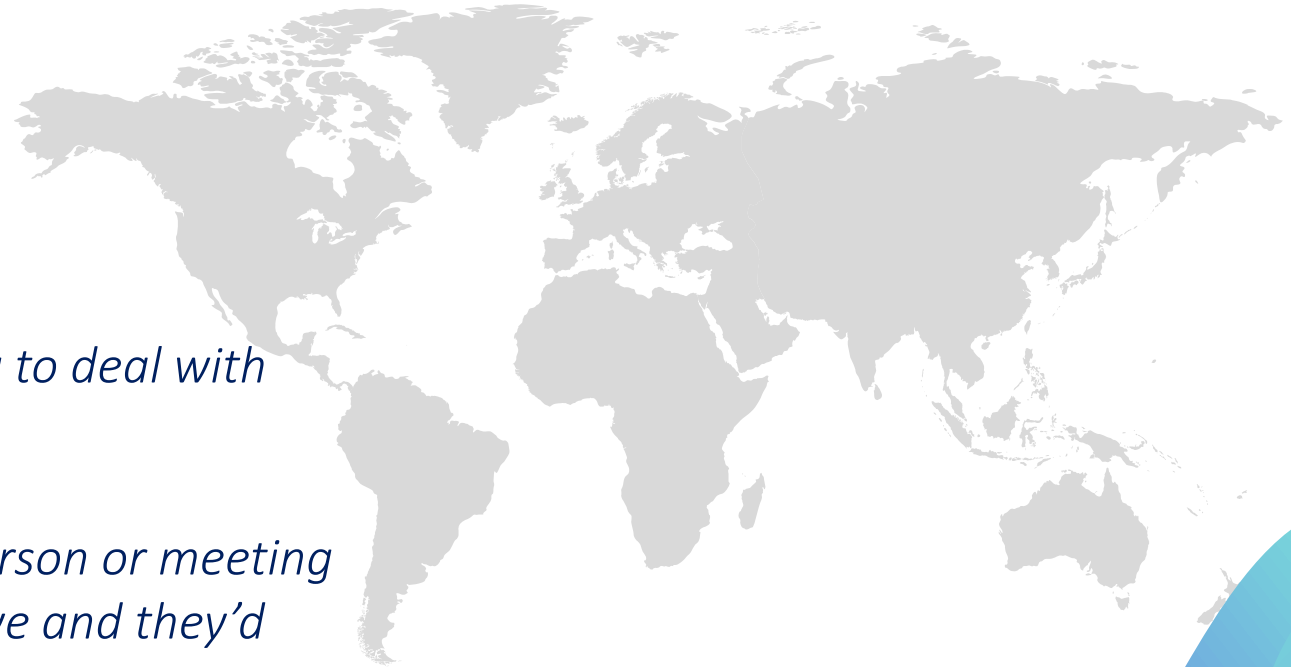 to deal with
rson or meeting
ve and they’d